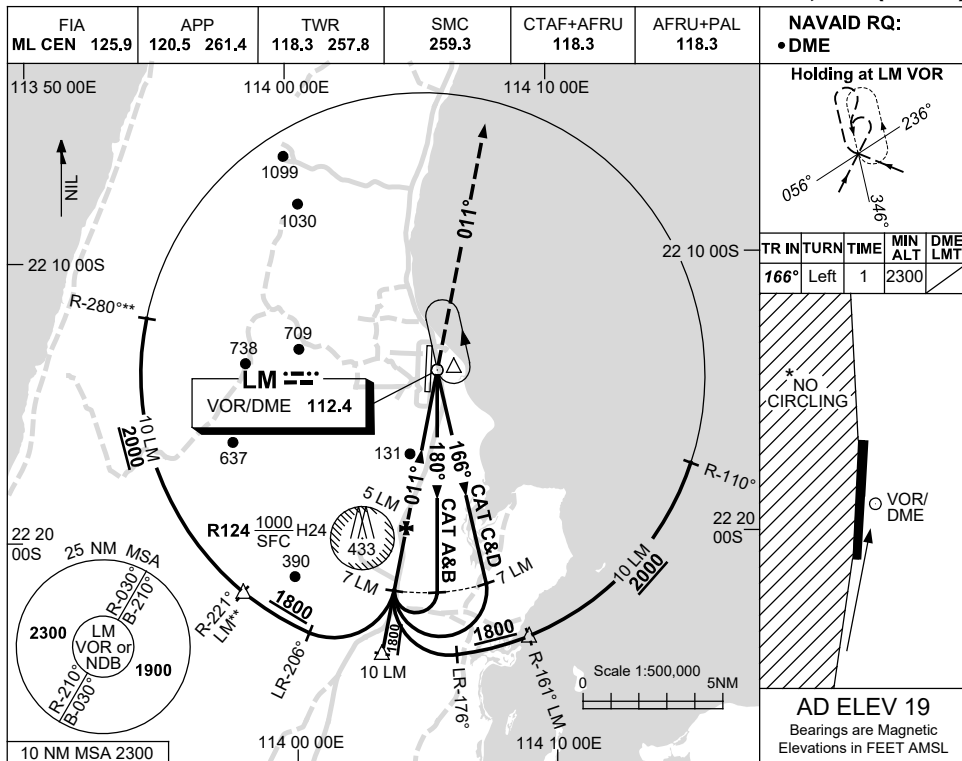 FIA
ML CEN 125.9
APP
120.5 261.4
TWR
118.3 257.8
SMC
259.3
CTAF+AFRU
118.3
AFRU+PAL
118.3
NAVAID RQ:
•DME
113 50 00E
114 00 00E
114 10 00E
NIL
1099
1030
011°
22 10 00S
22 10 00S
R-280°**
709
738
LM
VOR/DME 112.4
637
131
10 LM
2000
011°
180°
CAT A&B
166° CAT C&D
R-110°
5 LM
R124 1000 H24
SFC
433
22 20
00S
22 20
00S
390
7 LM
7 LM
10 LM
2000
25 NM MSA
R-030°
B-210°
2300
LM
VOR or
NDB
1900
R-210°
B-030°
R-221°
LM**
1800
1800
1800
LR-206°
10 LM
LR-176°
R-161° LM
Scale 1:500,000
0
5NM
10 NM MSA 2300
114 00 00E
114 10 00E
Holding at LM VOR
236°
056°
346°
TR IN
TURN
TIME
MIN
ALT
DME
LMT
166°
Left
1
2300
*NO
CIRCLING
VOR/
DME
AD ELEV 19
Bearings are Magnetic
Elevations in FEET AMSL